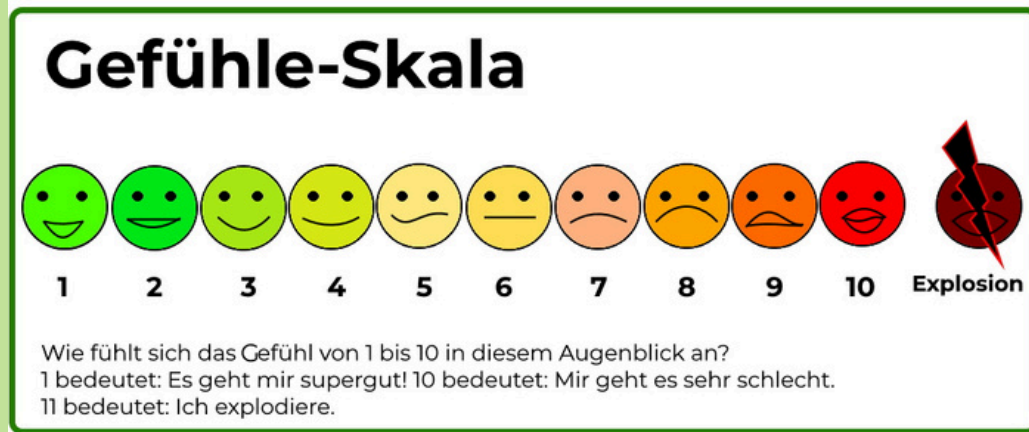 Gefühle-Skala
1 2 3 4 5 6 7 8 9 10 Explosion
Wie fühlt sich das Gefühl von 1 bis 10 in diesem Augenblick an?
1 bedeutet: Es geht mir supergut! 10 bedeutet: Mir geht es sehr schlecht.
11 bedeutet: Ich explodiere.